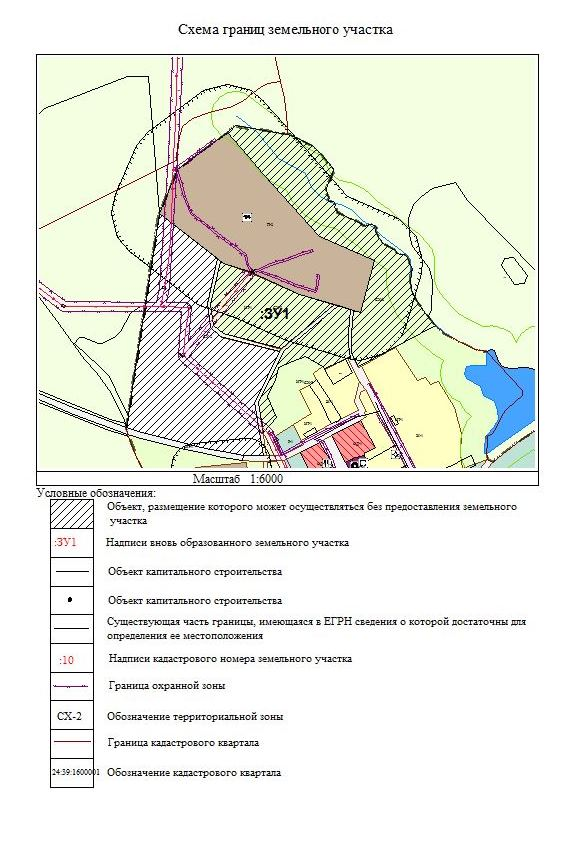 Схема границ земельного участка
:ЗУ1
Масштаб 1:6000
Условные обозначения:
Объект, размещение которого может осуществляться без предоставления земельного
участка
:ЗУ1 Надписи вновь образованного земельного участка
Объект капитального строительства
Объект капитального строительства
Существующая часть границы, имеющаяся в ЕГРН сведения о которой достаточны для
определения ее местоположения
:10 Надписи кадастрового номера земельного участка
Граница охранной зоны
СХ-2 Обозначение территориальной зоны
Граница кадастрового квартала
24:39:1600001 Обозначение кадастрового квартала